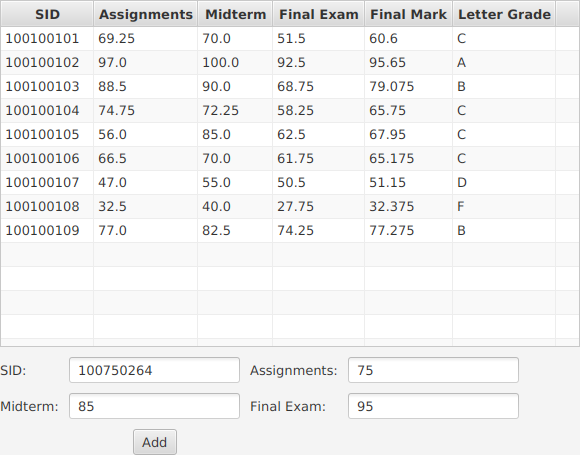 SID Assignments Midterm Final Exam Final Mark Letter Grade
100100101 69.25 70.0 51.5 60.6 C
100100102 97.0 100.0 92.5 95.65 A
100100103 88.5 90.0 68.75 79.075 B
100100104 74.75 72.25 58.25 65.75 C
100100105 56.0 85.0 62.5 67.95 C
100100106 66.5 70.0 61.75 65.175 C
100100107 47.0 55.0 50.5 51.15 D
100100108 32.5 40.0 27.75 32.375 F
100100109 77.0 82.5 74.25 77.275 B
SID: 100750264 Assignments: 75
Midterm: 85 Final Exam: 95
Add